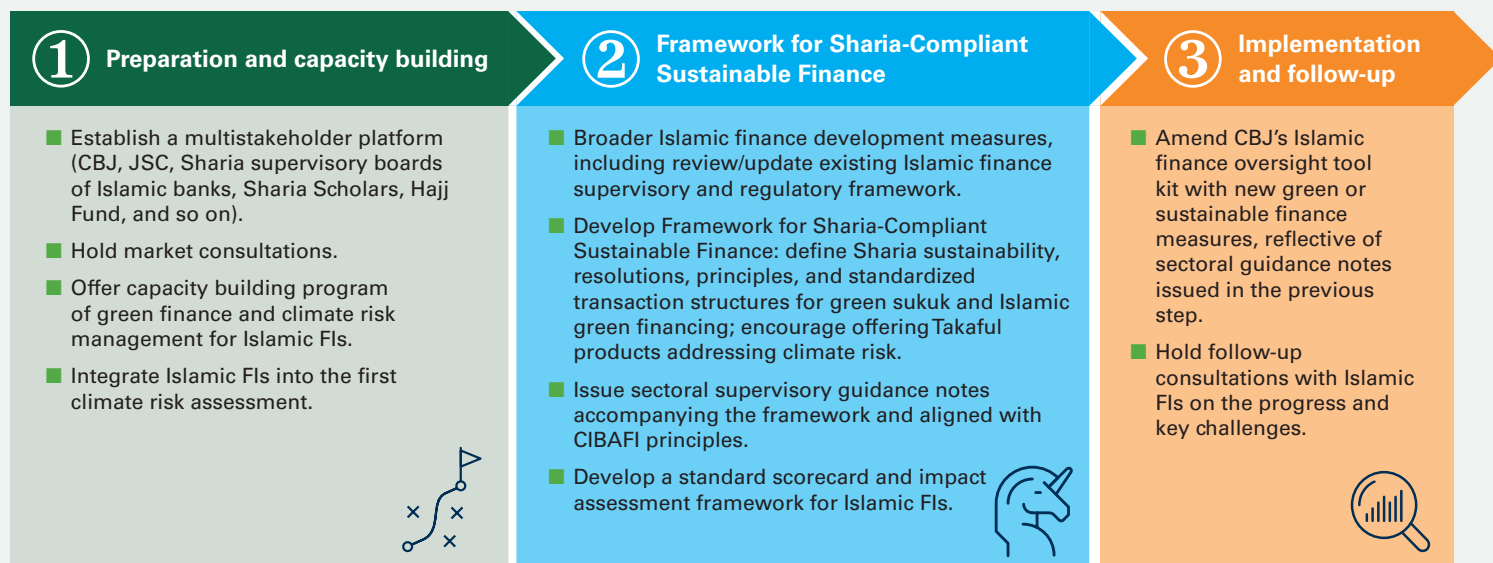 1 Preparation and capacity building
■ Establish a multistakeholder platform
(CBJ, JSC, Sharia supervisory boards
of Islamic banks, Sharia Scholars, Hajj
Fund, and so on).
■ Hold market consultations.
■ Offer capacity building program
of green finance and climate risk
management for Islamic FIs.
■ Integrate Islamic FIs into the first
climate risk assessment.
2 Framework for Sharia-Compliant
Sustainable Finance
■ Broader Islamic finance development measures,
including review/update existing Islamic finance
supervisory and regulatory framework.
■ Develop Framework for Sharia-Compliant
Sustainable Finance: define Sharia sustainability,
resolutions, principles, and standardized
transaction structures for green sukuk and Islamic
green financing; encourage offering Takaful
products addressing climate risk.
■ Issue sectoral supervisory guidance notes
accompanying the framework and aligned with
CIBAFI principles.
■ Develop a standard scorecard and impact
assessment framework for Islamic FIs.
3 Implementation
and follow-up
■ Amend CBJ's Islamic
finance oversight tool
kit with new green or
sustainable finance
measures, reflective of
sectoral guidance notes
issued in the previous
step.
■ Hold follow-up
consultations with Islamic
FIs on the progress and
key challenges.